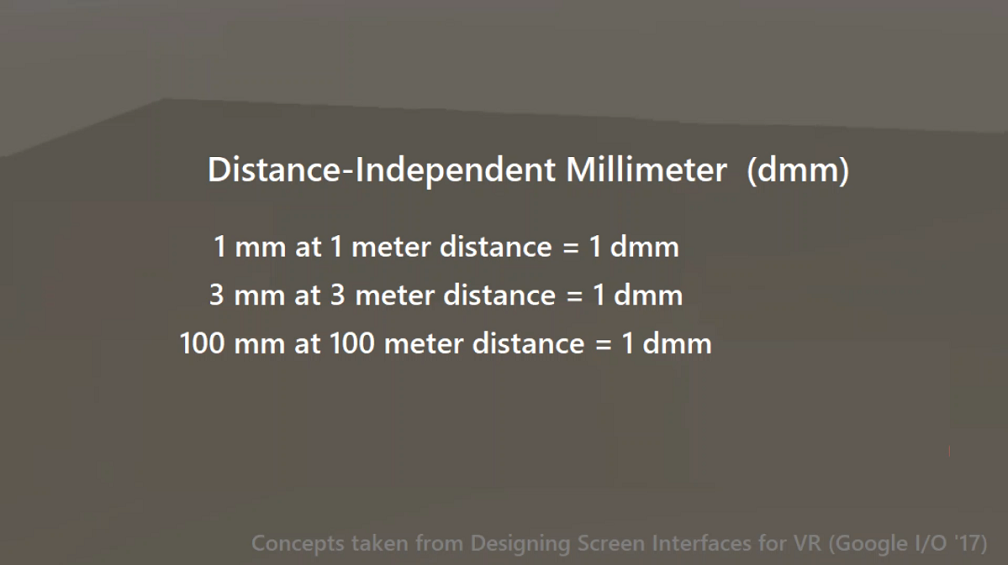 Distance-Independent Millimeter (dmm)
1 mm at 1 meter distance = 1 dmm
3 mm at 3 meter distance = 1 dmm
100 mm at 100 meter distance = 1 dmm
Concepts taken from Designing Screen Interfaces for VR (Google I/O '17)